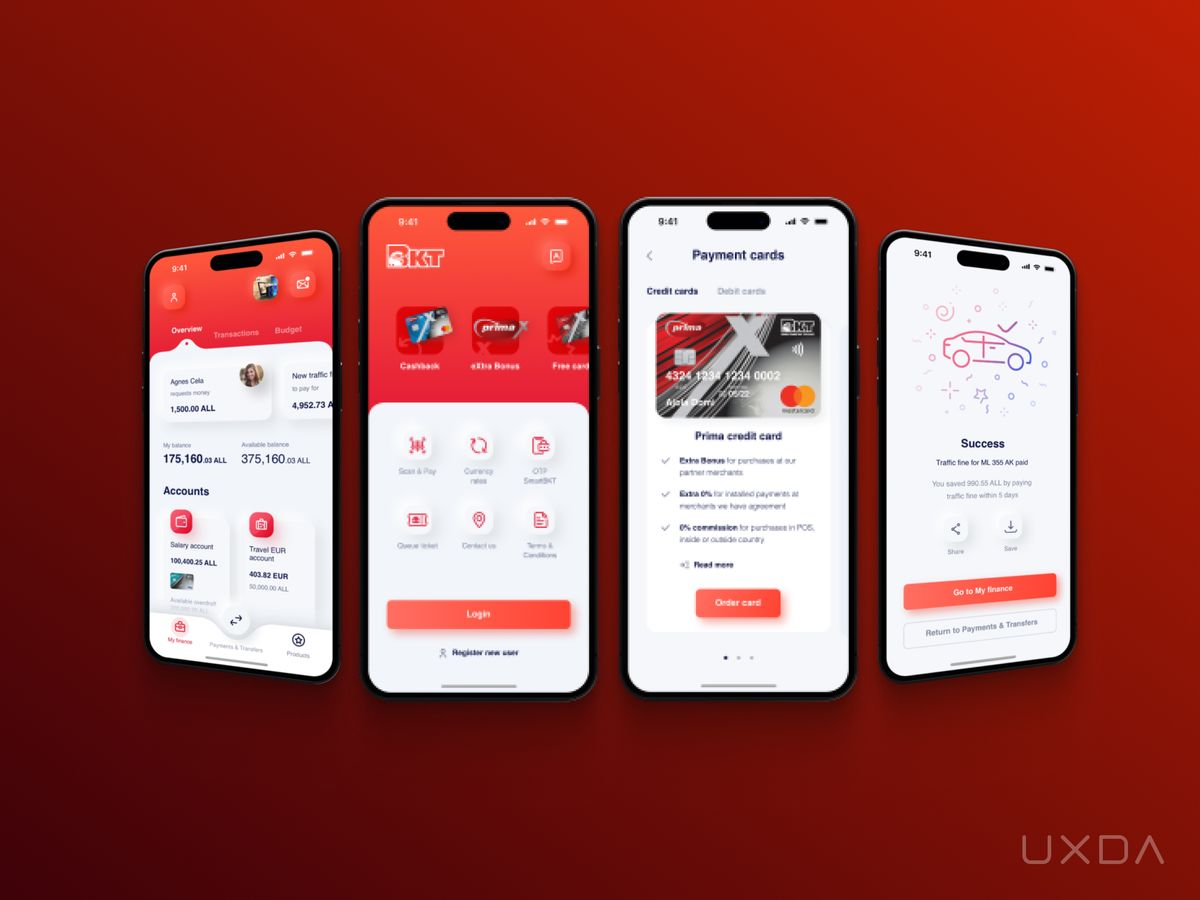 9:41
Overview
Transactions
Budget
Agnes Cela
requests money
1,500.00 ALL
New traffic f
to pay for
4,952.73 A
My balance
175,160.03 ALL
Available balance
375,160.03 ALL
Accounts
Salary account
100,400.25 ALL
Available overdraft
Travel EUR
account
403.82 EUR
50,000.00 ALL
My finance
Payments & Transfers
Products
9:41
BKT
A
prima X
Cashback
eXtra Bonus
Free card
Scan & Pay
Currency
rates
OTP
SmartBKT
Queue ticket
Contact us
Terms &
Conditions
Login
Register new user
9:41
Payment cards
Credit cards
Debit cards
prima
X
BKT
4324 1234 1234 0002
05/22
Ajola Demi
mastercard
Prima credit card
Extra Bonus for purchases at our
partner merchants
Extra 0% for installed payments at
merchants we have agreement
0% commission for purchases in POS,
inside or outside country
Read more
Order card
9:41
Success
Traffic fine for ML 355 AK paid
You saved 990.55 ALL by paying
traffic fine within 5 days
Share
Save
Go to My finance
Return to Payments & Transfers
UXDA